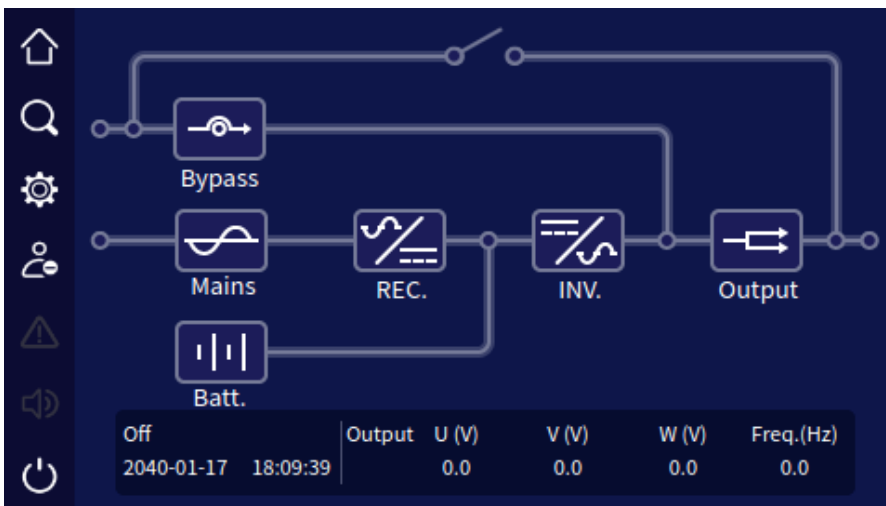 Bypass
Mains
REC.
INV.
Output
Batt.
Off
Output U (V) V (V) W (V) Freq.(Hz)
2040-01-17 18:09:39 0.0 0.0 0.0 0.0